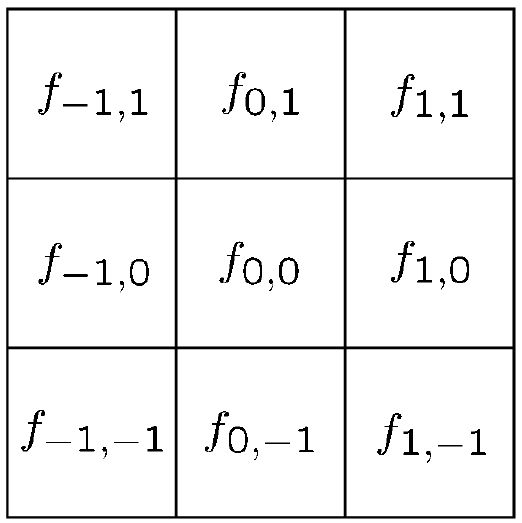 f_{-1,1} f_{0,1} f_{1,1}
f_{-1,0} f_{0,0} f_{1,0}
f_{-1,-1} f_{0,-1} f_{1,-1}